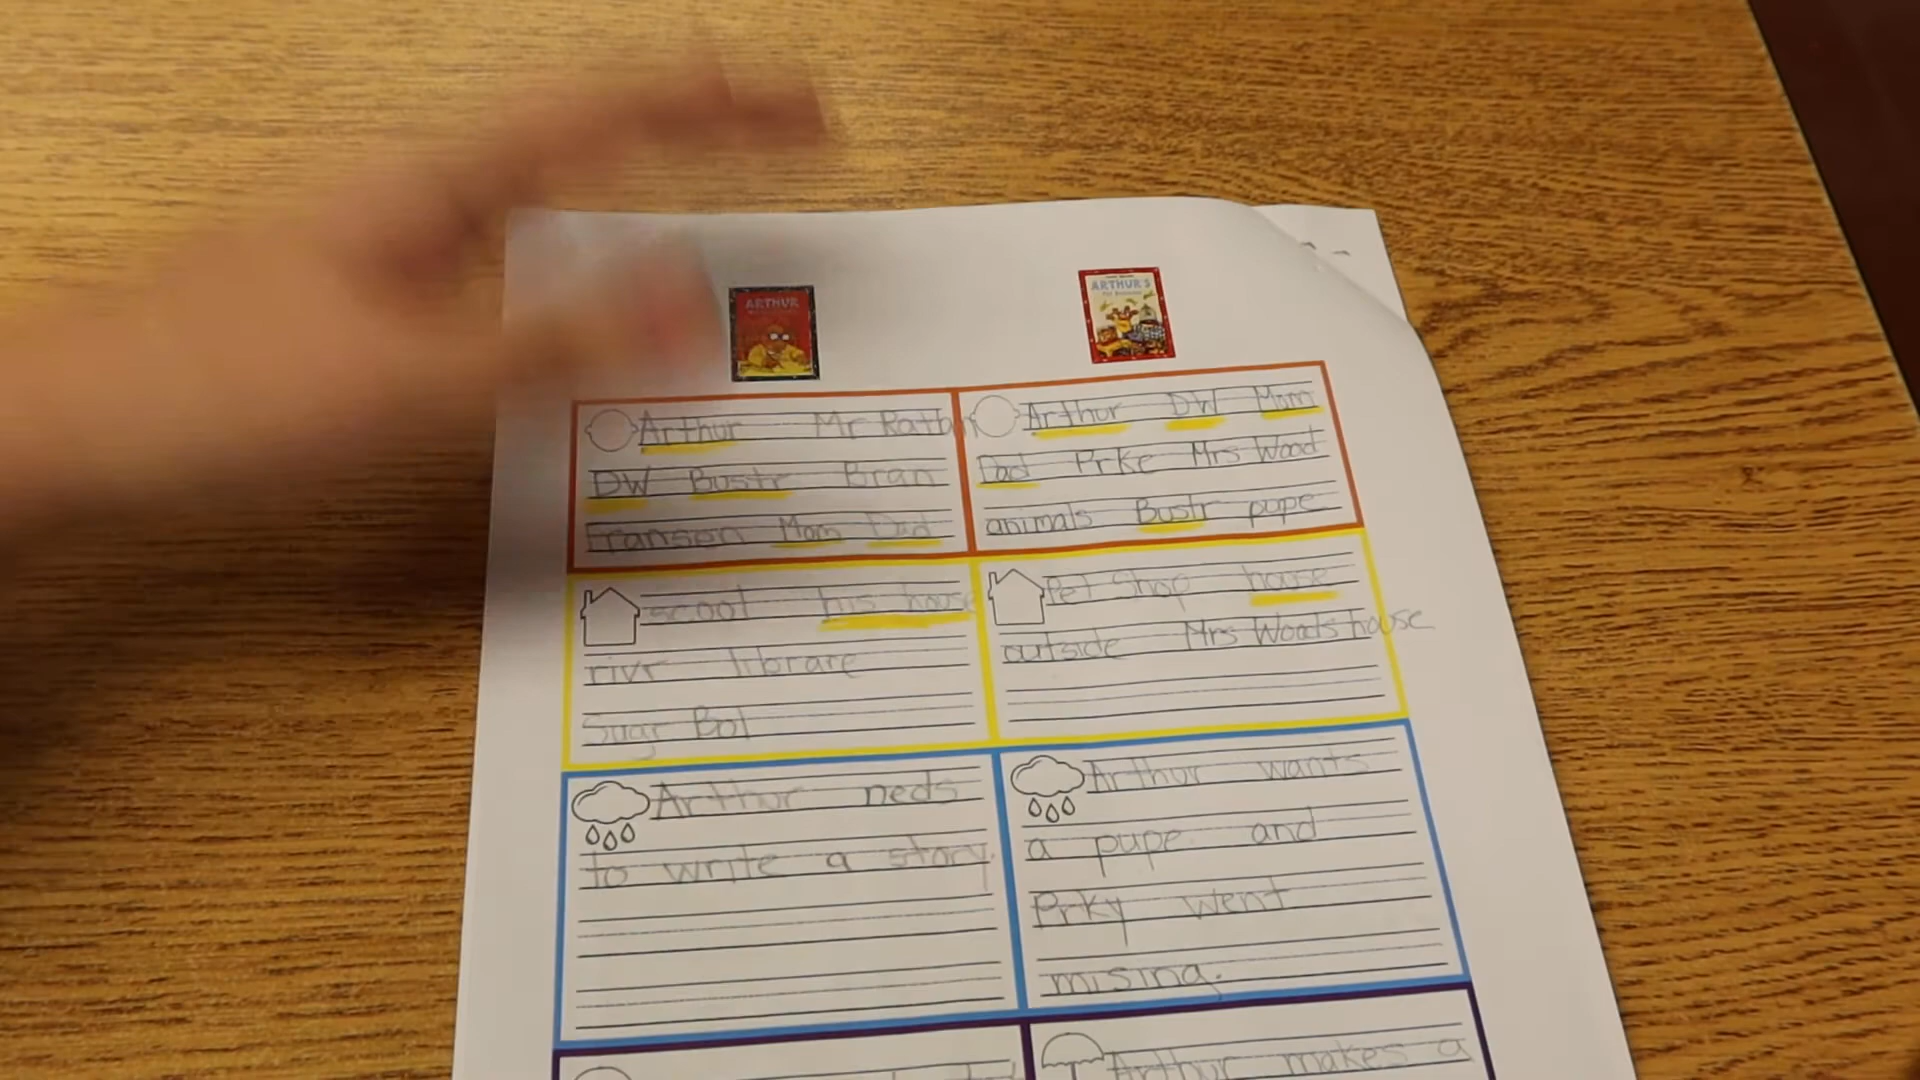 ARTHUR
ARTHUR'S
Arthur Mr Ratb
DW Bustr Bran
Fransen Mom Dad
Arthur DW Mom
Dad Prke Mrs Wood
animals Bustr pupe
scool his house
rivr librare
Sugr Bol
Pet Shop house
outside Mrs Woods house
Arthur neds
to write a story.
Arthur wants
a pupe and
Prky went
mising.
Arthur makes a